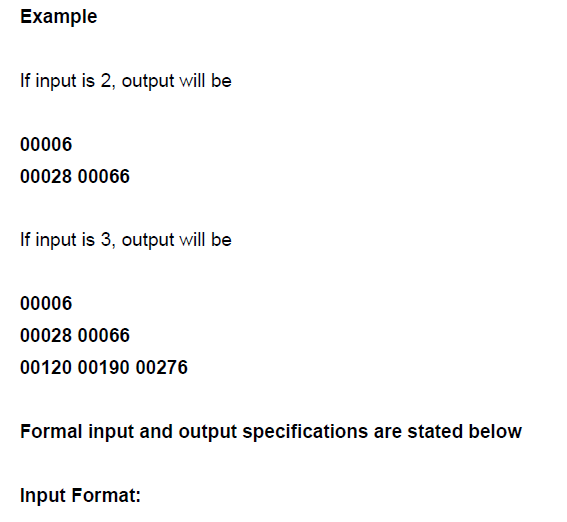 Example
If input is 2, output will be
00006
00028 00066
If input is 3, output will be
00006
00028 00066
00120 00190 00276
Formal input and output specifications are stated below
Input Format: